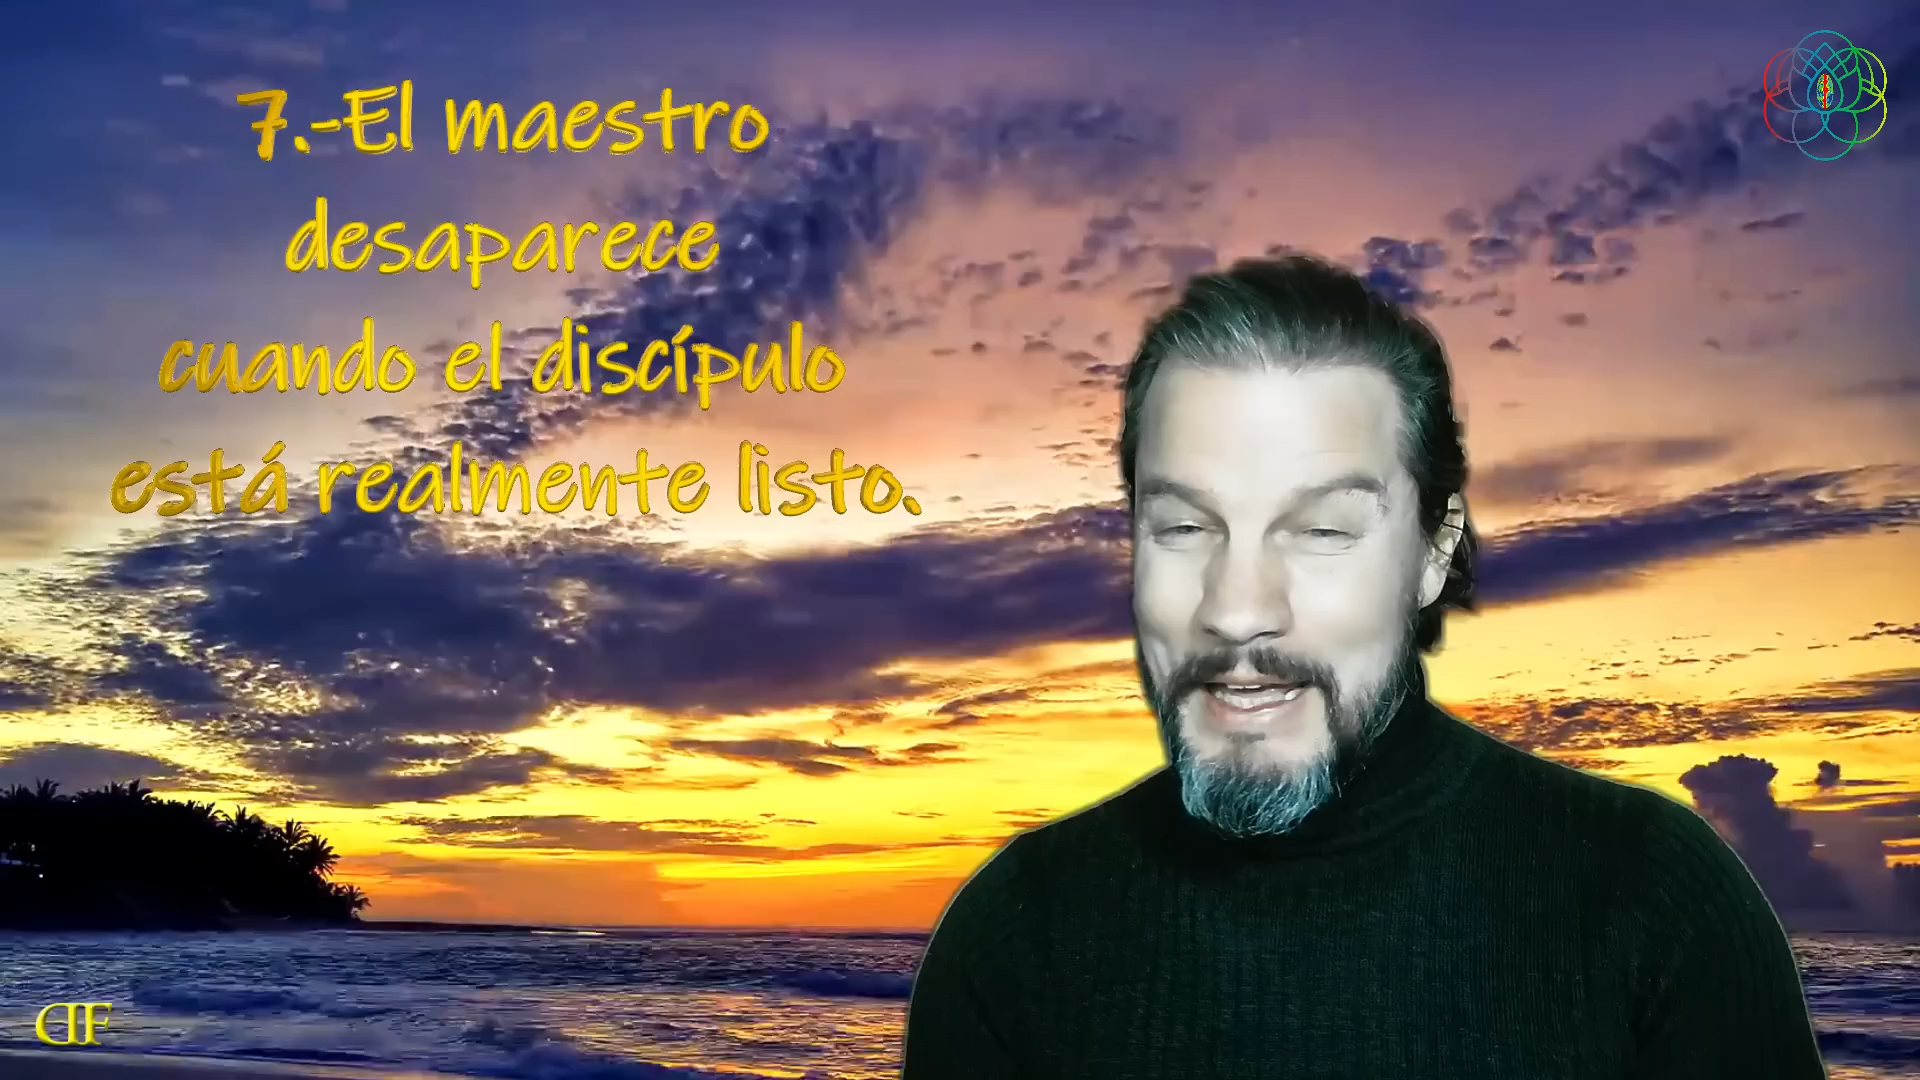 7.-El maestro
desaparece
cuando el discípulo
está realmente listo.